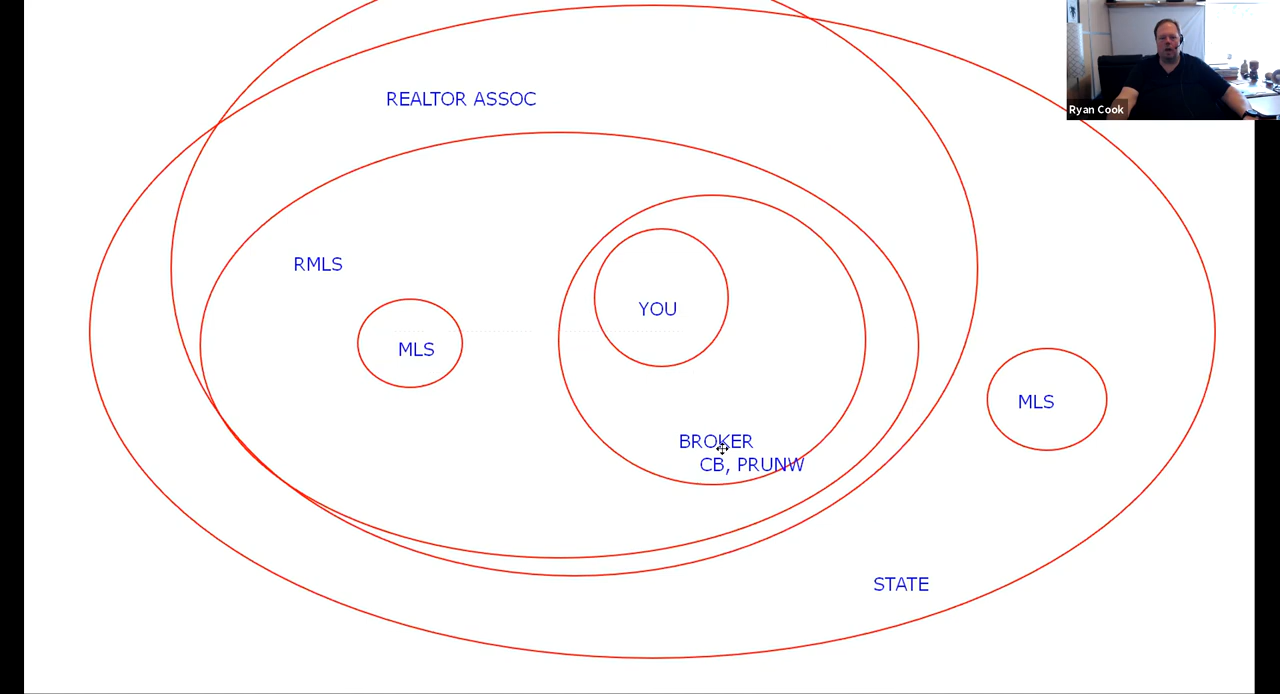 REALTOR ASSOC
Ryan Cook
RMLS
YOU
MLS
MLS
BROKER
CB, PRUNW
STATE